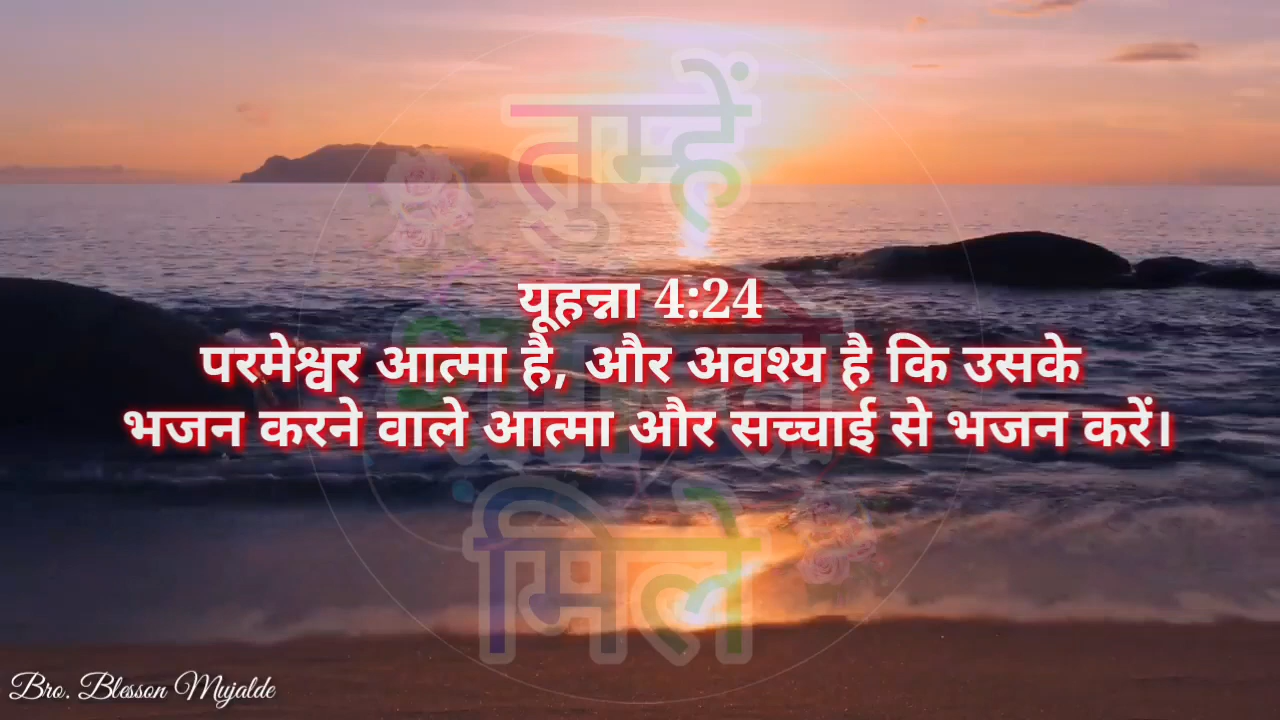 तुम्हें
यूहन्ना 4:24
परमेश्वर आत्मा है, और अवश्य है कि उसके
भजन करने वाले आत्मा और सच्चाई से भजन करें।
मिले
Bro. Blesson Mujalde